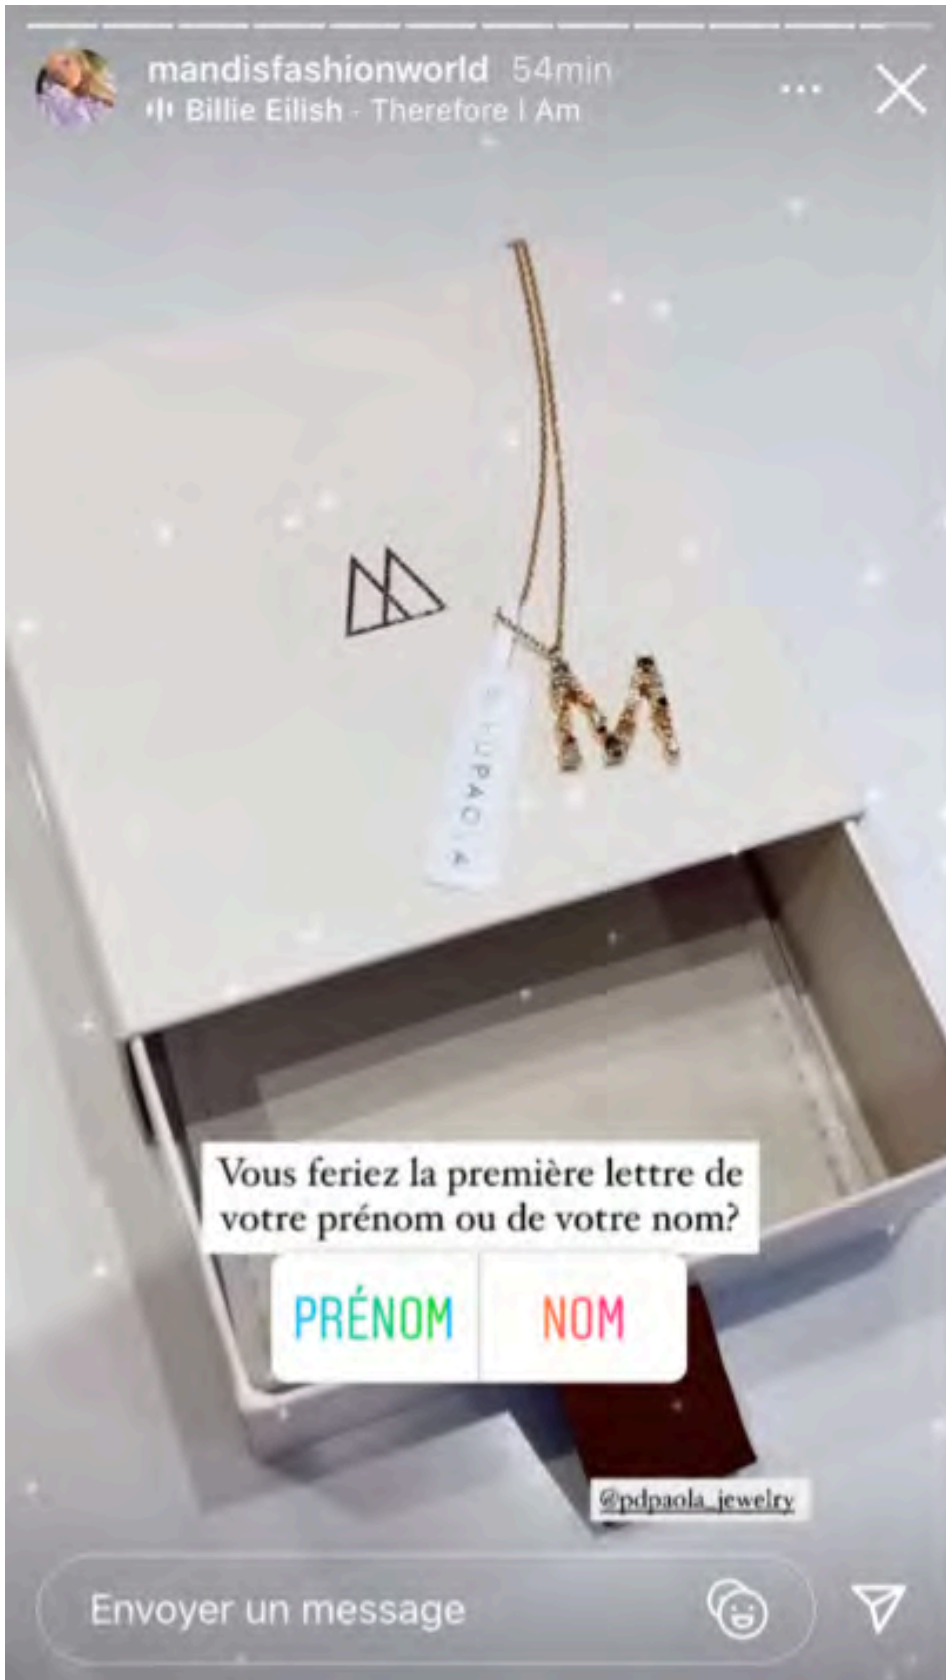 mandisfashionworld 54min
Billie Eilish - Therefore I Am
M
Vous feriez la première lettre de
votre prénom ou de votre nom?
PRÉNOM NOM
@pdpaola_jewelry
Envoyer un message